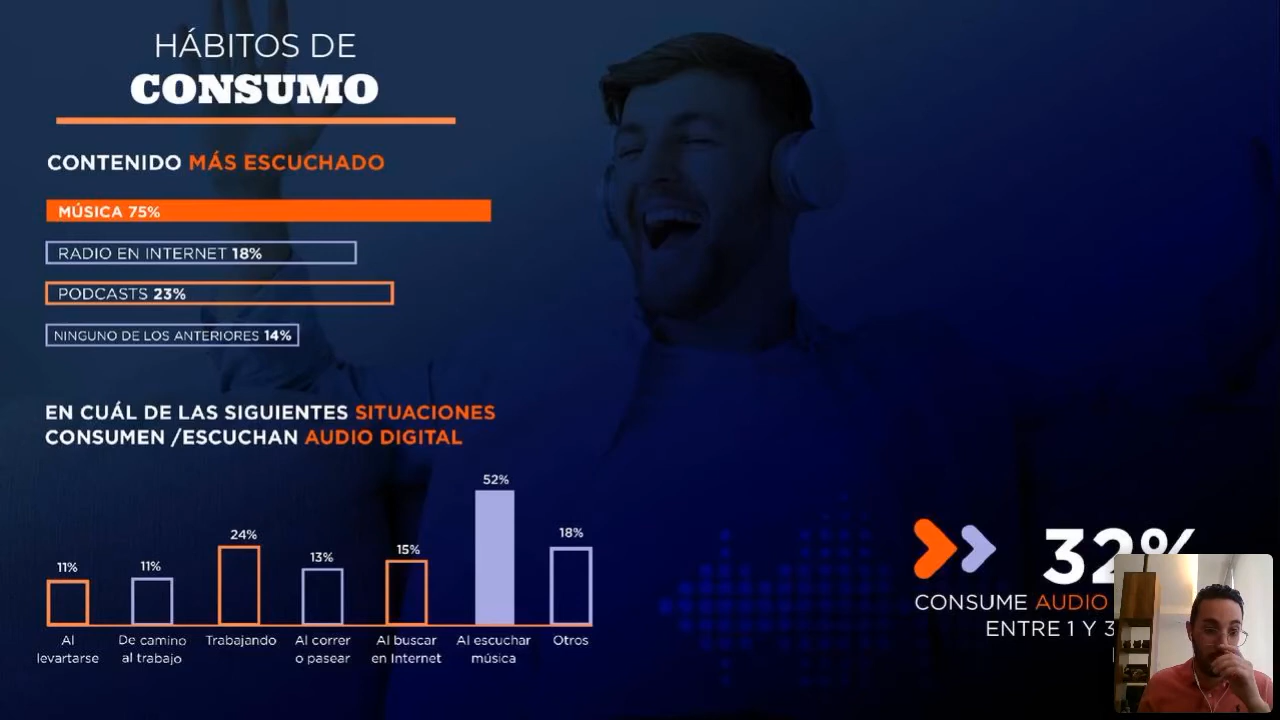 HÁBITOS DE
CONSUMO
CONTENIDO MÁS ESCUCHADO
MÚSICA 75%
RADIO EN INTERNET 18%
PODCASTS 23%
NINGUNO DE LOS ANTERIORES 14%
EN CUÁL DE LAS SIGUIENTES SITUACIONES
CONSUMEN /ESCUCHAN AUDIO DIGITAL
11%
11%
24%
13%
15%
52%
18%
Al
levartarse
De camino
al trabajo
Trabajando
Al correr
o pasear
Al buscar
en Internet
Al escuchar
música
Otros
32%
CONSUME AUDIO
ENTRE 1 Y 3